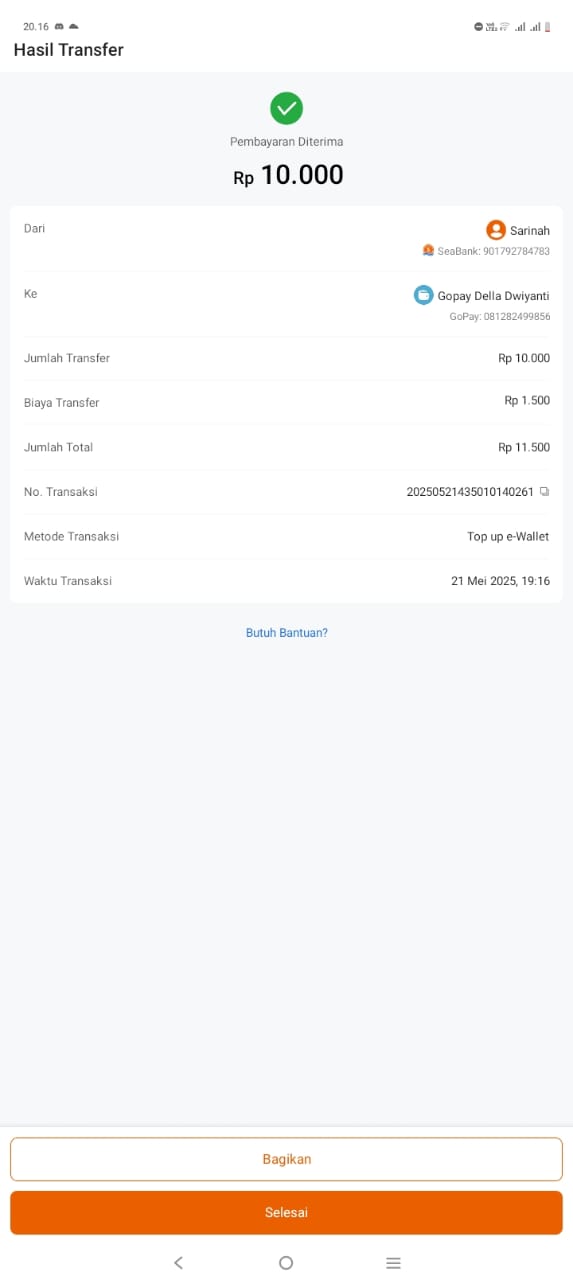 20.16
Hasil Transfer
Pembayaran Diterima
Rp 10.000
Dari
Sarinah
SeaBank: 901792784783
Ke
Gopay Della Dwiyanti
GoPay: 081282499856
Jumlah Transfer
Rp 10.000
Biaya Transfer
Rp 1.500
Jumlah Total
Rp 11.500
No. Transaksi
20250521435010140261
Metode Transaksi
Top up e-Wallet
Waktu Transaksi
21 Mei 2025, 19:16
Butuh Bantuan?
Bagikan
Selesai